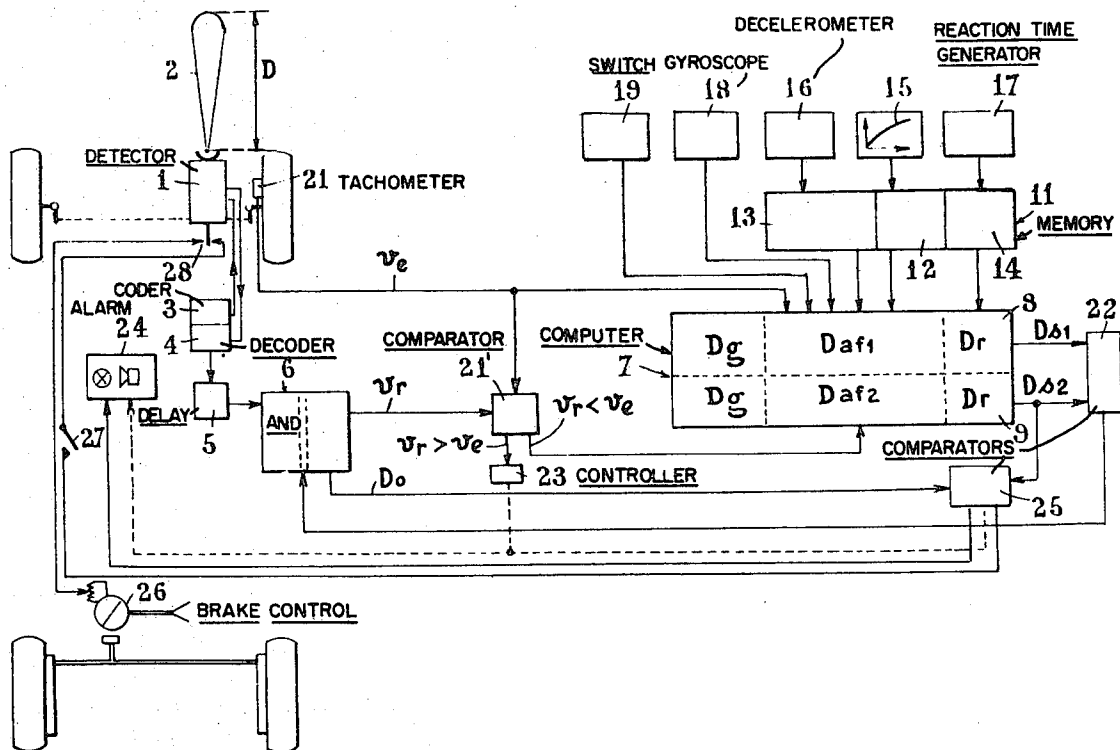 DECELEROMETER
REACTION TIME
GENERATOR
SWITCH GYROSCOPE
19
18
16
15
17
2
D
DETECTOR
1
21 TACHOMETER
13
12
14
11
MEMORY
28
ve
CODER
3
ALARM
24
4
DECODER
6
COMPARATOR
21'
COMPUTER
7
8
Dg
Daf1
Dr
Ds1
22
Dg
Daf2
Dr
Ds2
9
DELAY
5
AND
vr
vr < ve
vr > ve
27
23 CONTROLLER
COMPARATORS
Do
25
26
BRAKE CONTROL